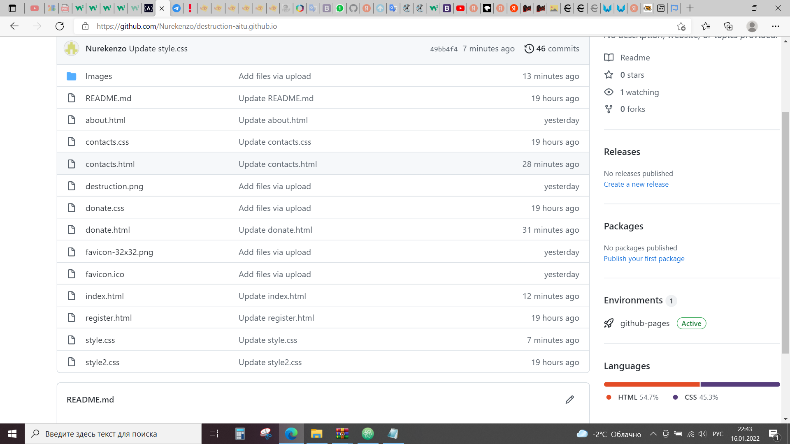 https://github.com/Nurekenzo/destruction-aitu.github.io
No description, website, or topics provided.
Nurekenzo Update style.css 49bb4f4 7 minutes ago 46 commits
Images Add files via upload 13 minutes ago
README.md Update README.md 19 hours ago
about.html Update about.html yesterday
contacts.css Update contacts.css 19 hours ago
contacts.html Update contacts.html 28 minutes ago
destruction.png Add files via upload yesterday
donate.css Add files via upload 19 hours ago
donate.html Update donate.html 31 minutes ago
favicon-32x32.png Add files via upload yesterday
favicon.ico Add files via upload yesterday
index.html Update index.html 12 minutes ago
register.html Update register.html 19 hours ago
style.css Update style.css 7 minutes ago
style2.css Update style2.css 19 hours ago
README.md
Readme
0 stars
1 watching
0 forks
Releases
No releases published
Create a new release
Packages
No packages published
Publish your first package
Environments 1
github-pages Active
Languages
HTML 54.7% CSS 45.3%
Введите здесь текст для поиска
-2°C Облачно
РУС
22:43
16.01.2022